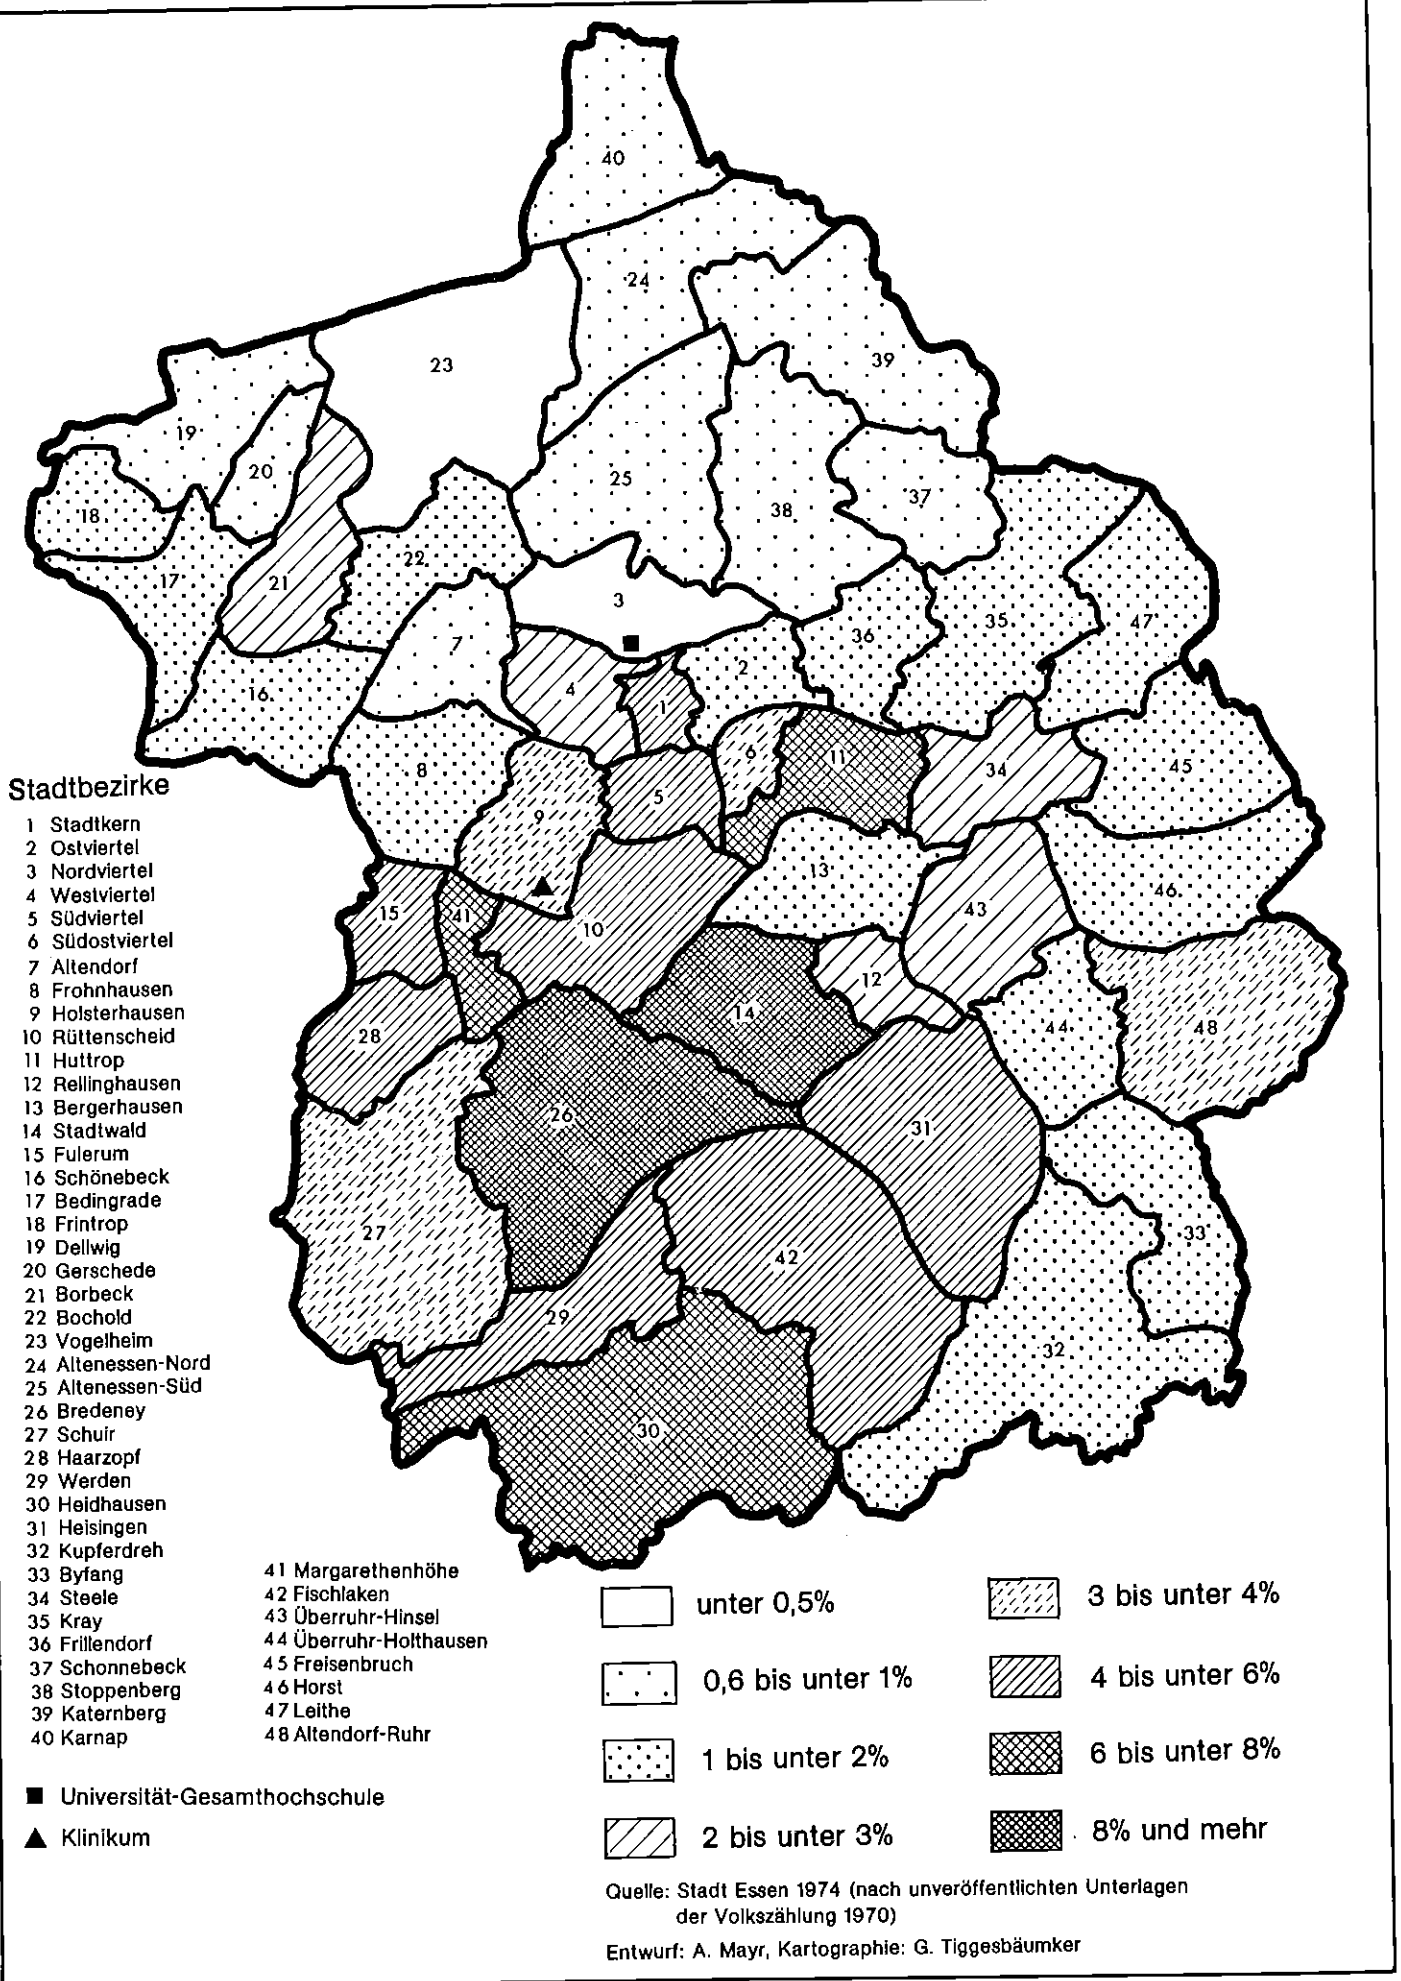 40
24
23
39
19
20
25
37
38
18
22
17
21
3
35
47
36
7
2
16
4
1
6
11
34
45
8
5
9
13
46
15
41
10
43
12
14
28
44
48
26
31
27
42
33
29
32
30
Stadtbezirke
1 Stadtkern
2 Ostviertel
3 Nordviertel
4 Westviertel
5 Südviertel
6 Südostviertel
7 Altendorf
8 Frohnhausen
9 Holsterhausen
10 Rüttenscheid
11 Huttrop
12 Rellinghausen
13 Bergerhausen
14 Stadtwald
15 Fulerum
16 Schönebeck
17 Bedingrade
18 Frintrop
19 Dellwig
20 Gerschede
21 Borbeck
22 Bochold
23 Vogelheim
24 Altenessen-Nord
25 Altenessen-Süd
26 Bredeney
27 Schuir
28 Haarzopf
29 Werden
30 Heidhausen
31 Heisingen
32 Kupferdreh
33 Byfang
34 Steele
35 Kray
36 Frillendorf
37 Schonnebeck
38 Stoppenberg
39 Katernberg
40 Karnap
41 Margarethenhöhe
42 Fischlaken
43 Überruhr-Hinsel
44 Überruhr-Holthausen
45 Freisenbruch
46 Horst
47 Leithe
48 Altendorf-Ruhr
Universität-Gesamthochschule
Klinikum
unter 0,5%
0,6 bis unter 1%
1 bis unter 2%
2 bis unter 3%
3 bis unter 4%
4 bis unter 6%
6 bis unter 8%
8% und mehr
Quelle: Stadt Essen 1974 (nach unveröffentlichten Unterlagen
der Volkszählung 1970)
Entwurf: A. Mayr, Kartographie: G. Tiggesbäumker